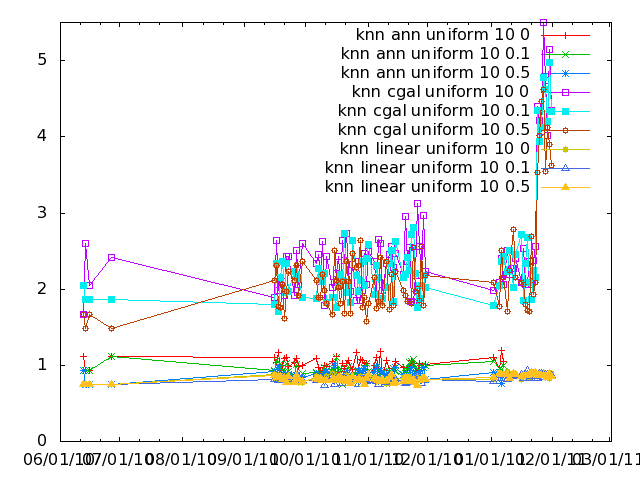 5
4
3
2
1
0
knn ann uniform 10 0
knn ann uniform 10 0.1
knn ann uniform 10 0.5
knn cgal uniform 10 0
knn cgal uniform 10 0.1
knn cgal uniform 10 0.5
knn linear uniform 10 0
knn linear uniform 10 0.1
knn linear uniform 10 0.5
06/01/10 07/01/10 08/01/10 09/01/10 10/01/10 11/01/10 12/01/10 01/01/11 02/01/11 03/01/11